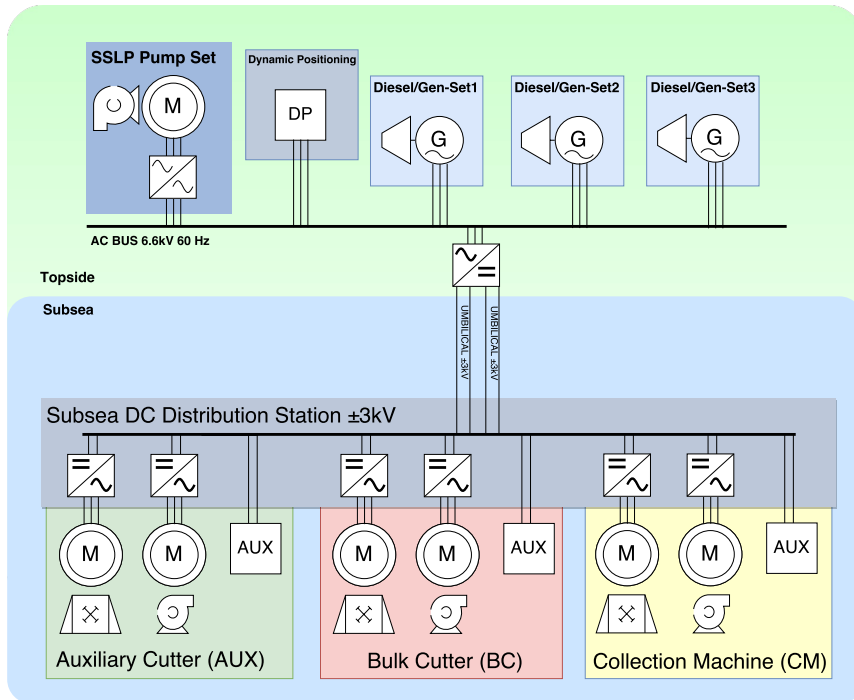 SSLP Pump Set
M
Dynamic Positioning
DP
Diesel/Gen-Set1
G
Diesel/Gen-Set2
G
Diesel/Gen-Set3
G
AC BUS 6.6kV 60 Hz
Topside
Subsea
UMBILICAL ±3kV
UMBILICAL ±3kV
Subsea DC Distribution Station ±3kV
M
M
AUX
M
M
AUX
M
M
AUX
Auxiliary Cutter (AUX)
Bulk Cutter (BC)
Collection Machine (CM)